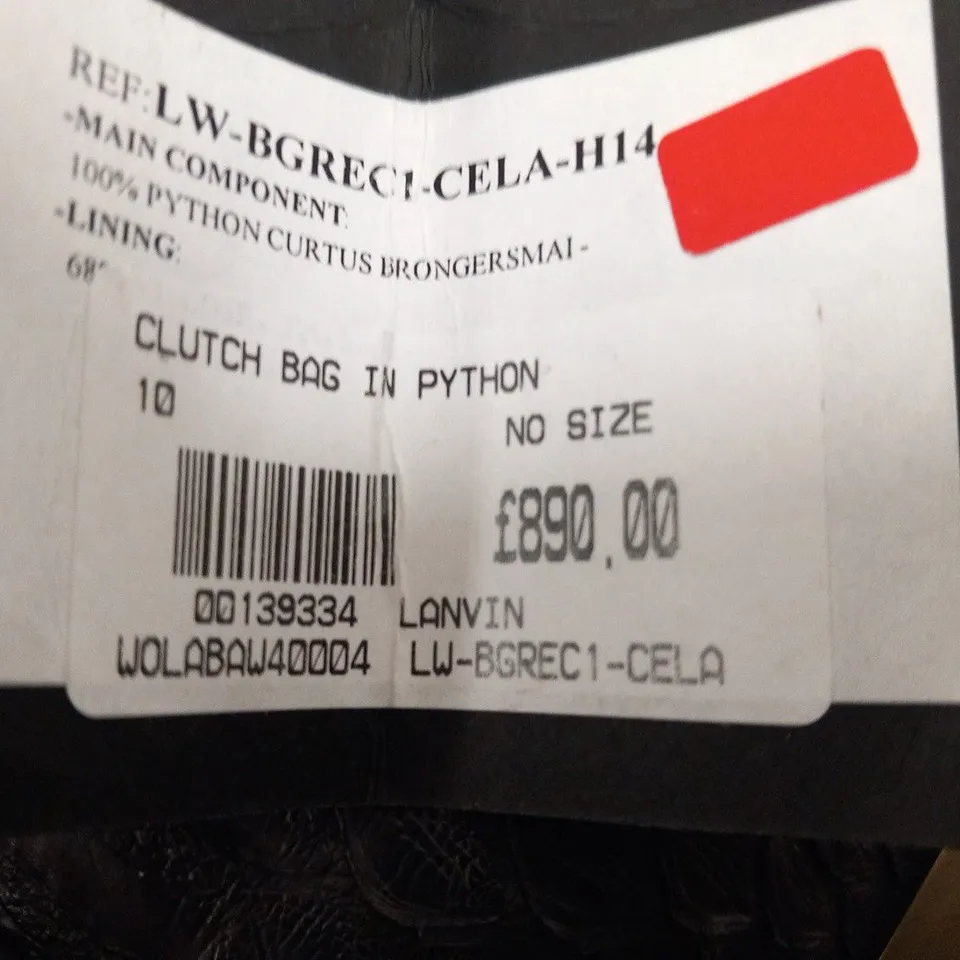 REF:LW-BGREC1-CELA-H14
-MAIN COMPONENT:
100% PYTHON CURTUS BRONGERSMAI -
-LINING:
CLUTCH BAG IN PYTHON
10
NO SIZE
£890.00
00139334 LANVIN
WOLABAW40004 LW-BGREC1-CELA